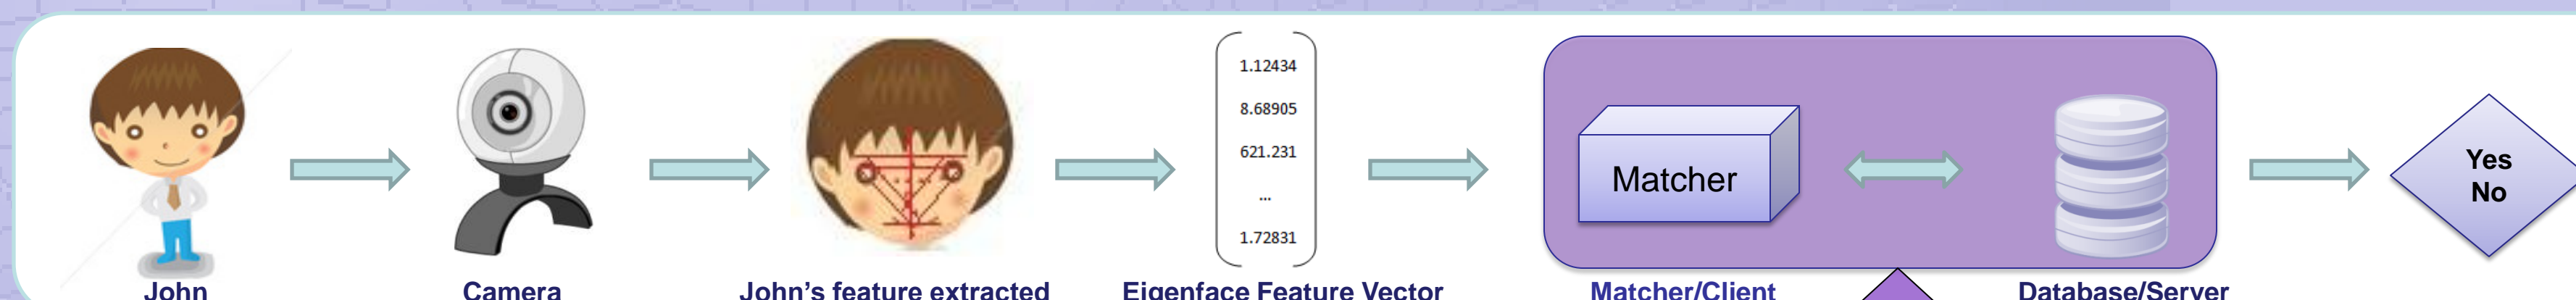 1.12434
8.68905
621.231
...
1.72831
Matcher
Yes
No
John
Camera
John's feature extracted
Eigenface Feature Vector
Matcher/Client
Database/Server